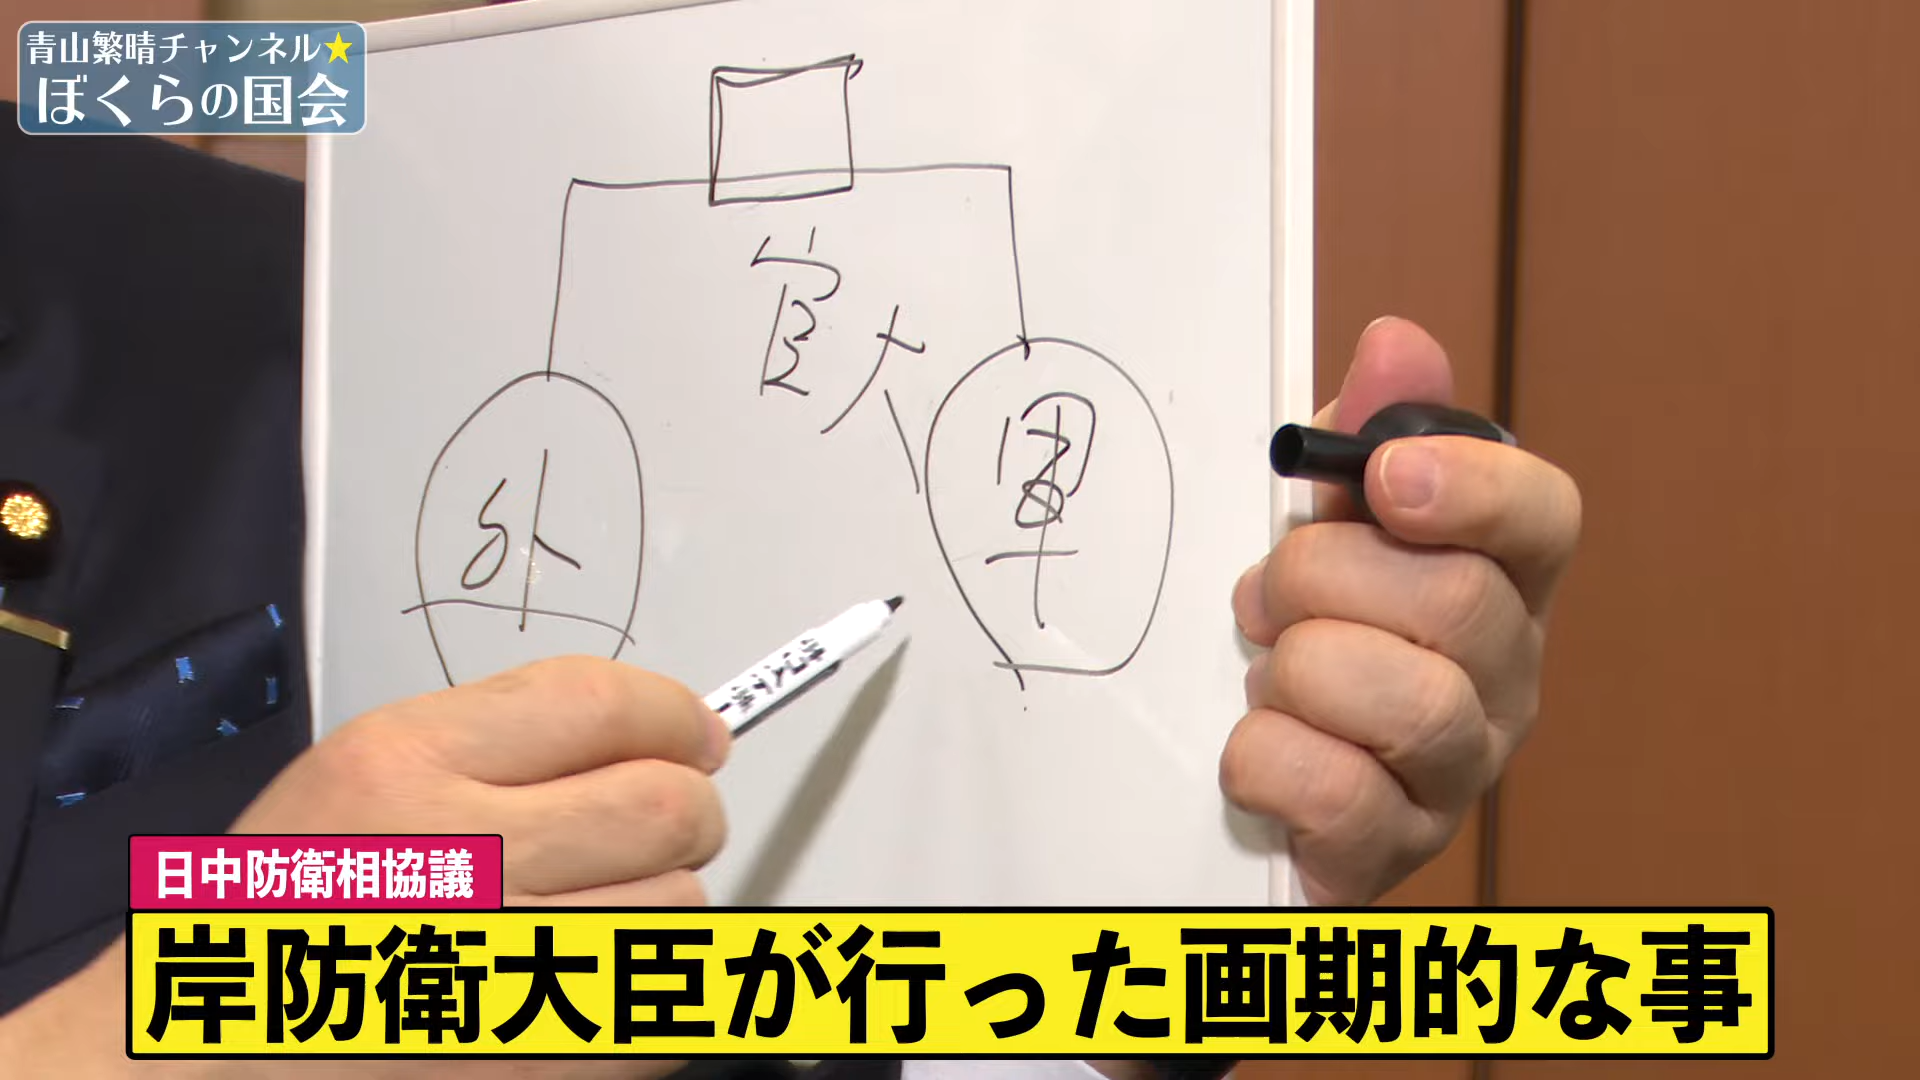 青山繁晴チャンネル★
ぼくらの国会
官
人
外
軍
日中防衛相協議
岸防衛大臣が行った画期的な事